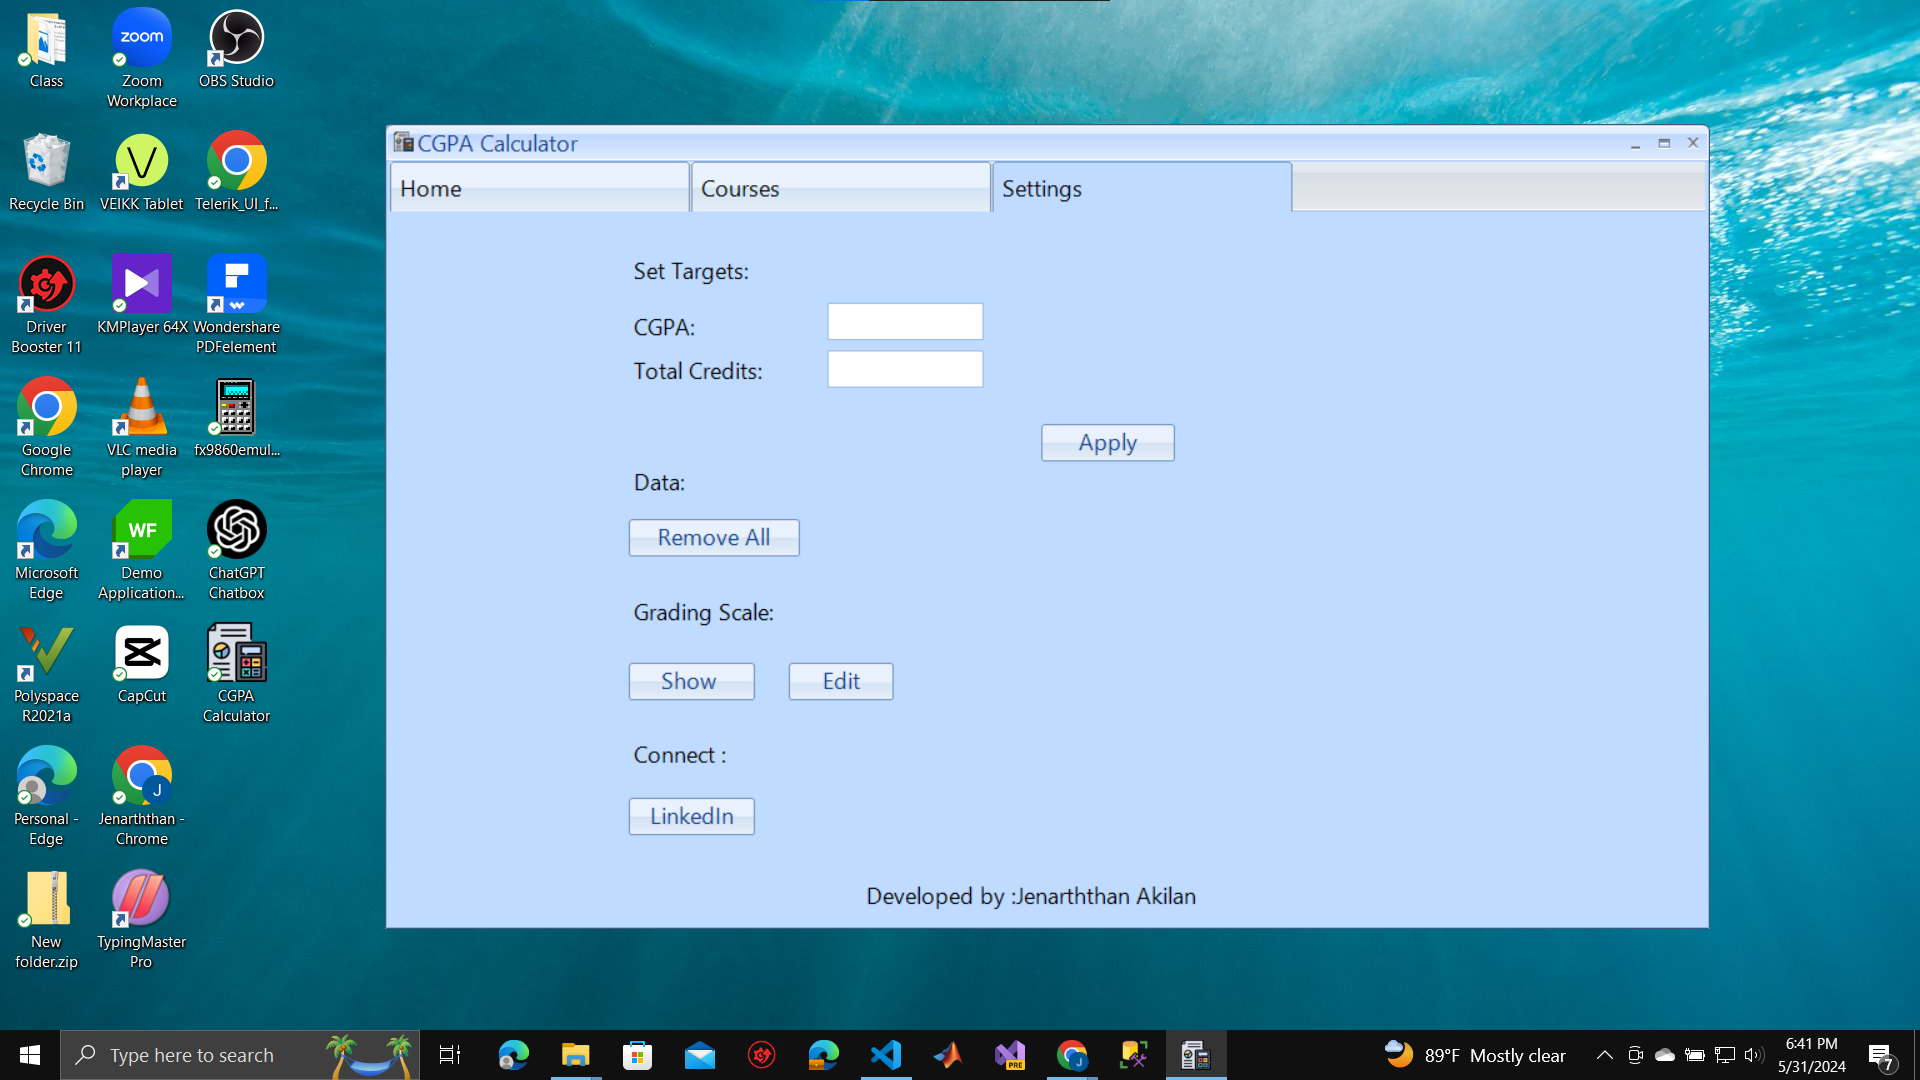 Class
zoom
Zoom
Workplace
OBS Studio
Recycle Bin
V
VEIKK Tablet
Telerik_UI_f...
Driver
Booster 11
KMPlayer 64X
Wondershare
PDFelement
Google
Chrome
VLC media
player
fx9860emul...
Microsoft
Edge
WF
Demo
Application...
ChatGPT
Chatbox
Polyspace
R2021a
CapCut
CGPA
Calculator
Personal -
Edge
J
Jenarththan -
Chrome
New
folder.zip
TypingMaster
Pro
CGPA Calculator
Home
Courses
Settings
Set Targets:
CGPA:
Total Credits:
Apply
Data:
Remove All
Grading Scale:
Show
Edit
Connect :
LinkedIn
Developed by :Jenarththan Akilan
Type here to search
PRE
J
89°F Mostly clear
6:41 PM
5/31/2024
7